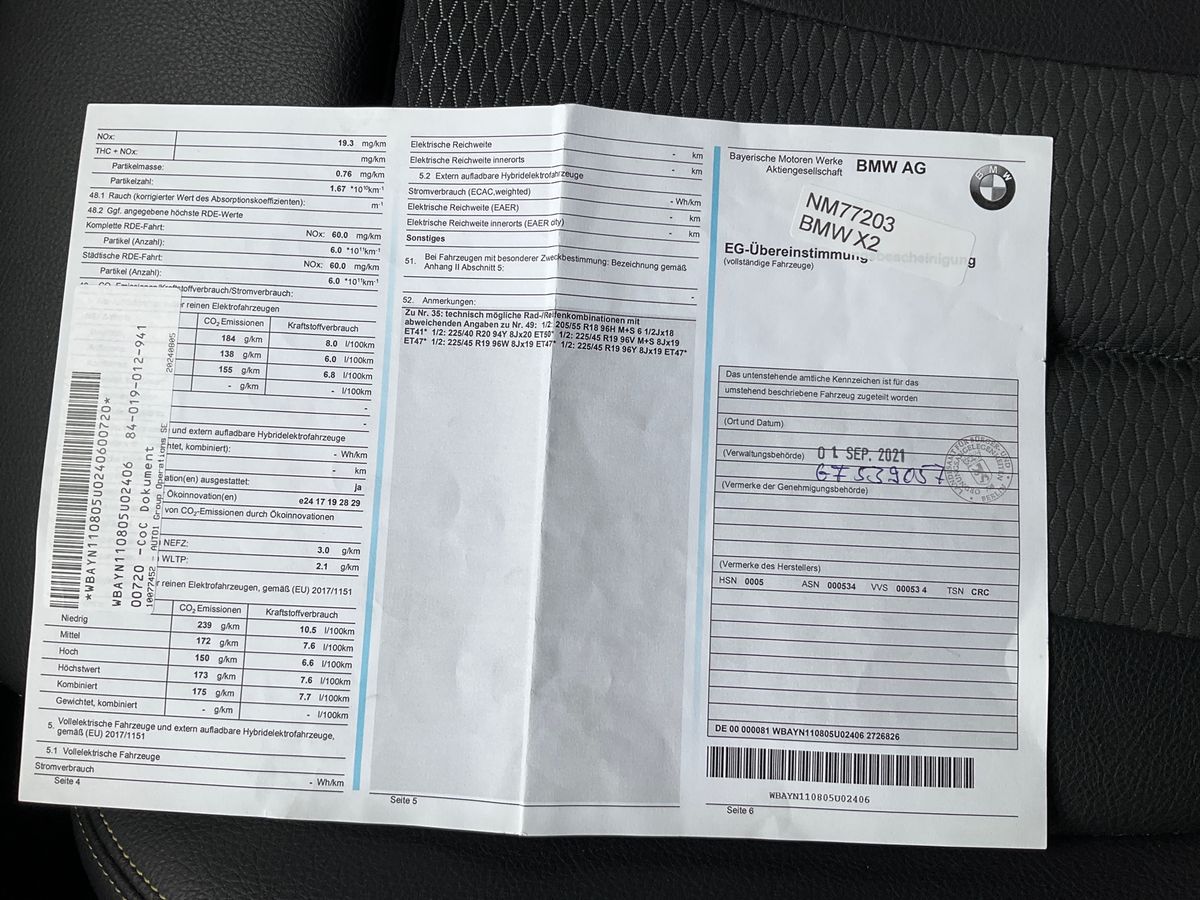 NOx: 19.3 mg/km
THC + NOx: mg/km
Partikelmasse: 0.76 mg/km
Partikelzahl: 1.67 *10¹⁰km⁻¹
48.1 Rauch (korrigierter Wert des Absorptionskoeffizienten): m⁻¹
48.2 Ggf. angegebene höchste RDE-Werte
Komplette RDE-Fahrt: NOx: 60.0 mg/km
Partikel (Anzahl): 6.0 *10¹¹km⁻¹
Städtische RDE-Fahrt: NOx: 60.0 mg/km
Partikel (Anzahl): 6.0 *10¹¹km⁻¹
reinen Elektrofahrzeugen
CO₂ Emissionen Kraftstoffverbrauch
184 g/km 8.0 l/100km
138 g/km 6.0 l/100km
155 g/km 6.8 l/100km
- g/km - l/100km
-
-
und extern aufladbare Hybridelektrofahrzeuge
kombiniert): - Wh/km
- km
ausgestattet: ja
Ökoinnovation(en) e24 17 19 28 29
von CO₂-Emissionen durch Ökoinnovationen
NEFZ: 3.0 g/km
WLTP: 2.1 g/km
reinen Elektrofahrzeugen, gemäß (EU) 2017/1151
CO₂ Emissionen Kraftstoffverbrauch
Niedrig 239 g/km 10.5 l/100km
Mittel 172 g/km 7.6 l/100km
Hoch 150 g/km 6.6 l/100km
Höchstwert 173 g/km 7.6 l/100km
Kombiniert 175 g/km 7.7 l/100km
Gewichtet, kombiniert - g/km - l/100km
5. Vollelektrische Fahrzeuge und extern aufladbare Hybridelektrofahrzeuge,
gemäß (EU) 2017/1151
5.1 Vollelektrische Fahrzeuge
Stromverbrauch - Wh/km
Seite 4
*WBAYN110805U0240600720*
WBAYN110805U02406 84-019-012-941
00720 -CoC Dokument
10077452 - AUTO1 Group Operations SE 20240805
Elektrische Reichweite - km
Elektrische Reichweite innerorts - km
5.2 Extern aufladbare Hybridelektrofahrzeuge
Stromverbrauch (ECAC,weighted) - Wh/km
Elektrische Reichweite (EAER) - km
Elektrische Reichweite innerorts (EAER city) - km
Sonstiges
51. Bei Fahrzeugen mit besonderer Zweckbestimmung: Bezeichnung gemäß
Anhang II Abschnitt 5:
-
52. Anmerkungen:
Zu Nr. 35: technisch mögliche Rad-/Reifenkombinationen mit
abweichenden Angaben zu Nr. 49: 1/2: 205/55 R18 96H M+S 6 1/2Jx18
ET41* 1/2: 225/40 R20 94Y 8Jx20 ET50* 1/2: 225/45 R19 96V M+S 8Jx19
ET47* 1/2: 225/45 R19 96W 8Jx19 ET47* 1/2: 225/45 R19 96Y 8Jx19 ET47*
Seite 5
Bayerische Motoren Werke
Aktiengesellschaft
BMW AG
BMW
NM77203
BMW X2
EG-Übereinstimmungsbescheinigung
(vollständige Fahrzeuge)
Das untenstehende amtliche Kennzeichen ist für das
umstehend beschriebene Fahrzeug zugeteilt worden
(Ort und Datum)
(Verwaltungsbehörde) 01 SEP. 2021
67539057
(Vermerke der Genehmigungsbehörde)
(Vermerke des Herstellers)
HSN 0005 ASN 000534 VVS 00053 4 TSN CRC
DE 00 000081 WBAYN110805U02406 2726826
WBAYN110805U02406
Seite 6